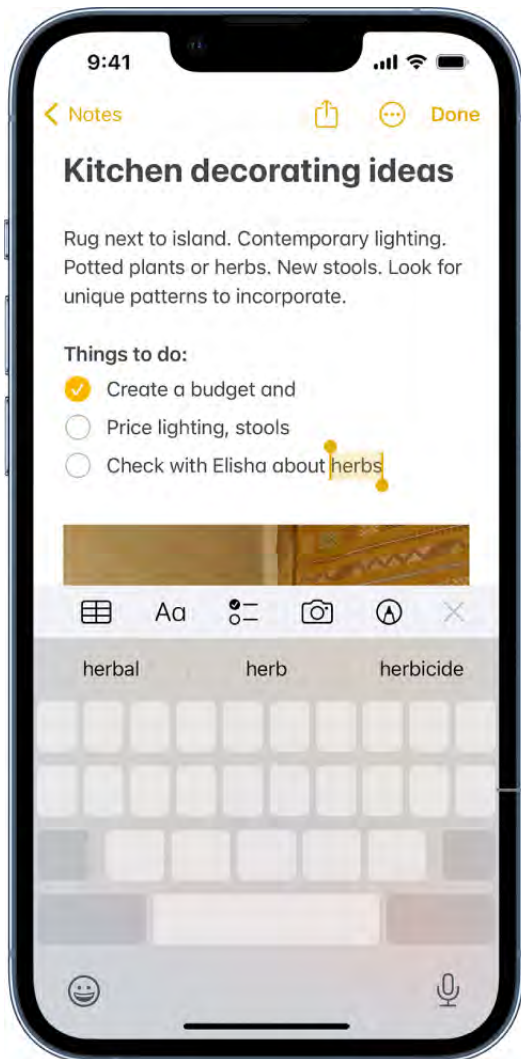 9:41
Notes
Done
Kitchen decorating ideas
Rug next to island. Contemporary lighting.
Potted plants or herbs. New stools. Look for
unique patterns to incorporate.
Things to do:
Create a budget and
Price lighting, stools
Check with Elisha about herbs
Aa
herbal herb herbicide